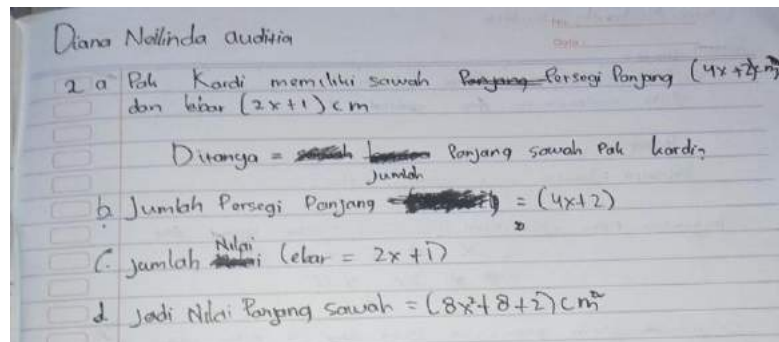 Diana Nollinda auditia
2 a Pak Kardi memiliki sawah Persegi Panjang (4x+2)cm
dan lebar (2x+1) cm
Ditanya = Panjang sawah Pak kardi?
Jumlah
b Jumlah Persegi Panjang = (4x+2)
c. Jumlah Nilai lebar = 2x+1)
d Jadi Nilai Panjang sawah = (8x²+8+2) cm²